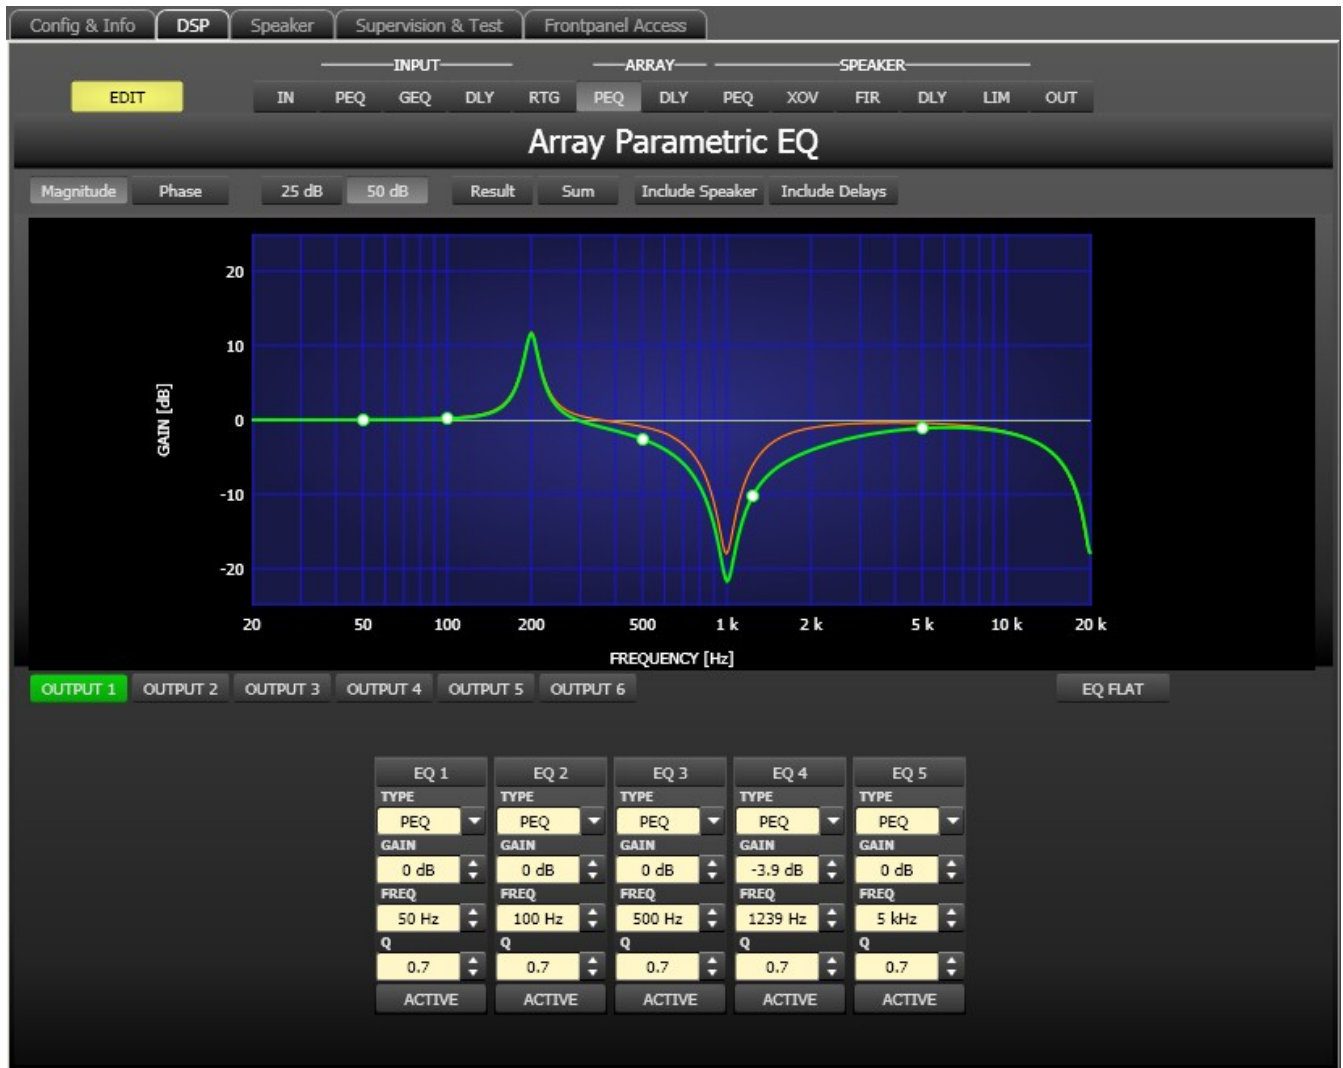 Config & Info DSP Speaker Supervision & Test Frontpanel Access
INPUT ARRAY SPEAKER
EDIT IN PEQ GEQ DLY RTG PEQ DLY PEQ XOV FIR DLY LIM OUT
Array Parametric EQ
Magnitude Phase 25 dB 50 dB Result Sum Include Speaker Include Delays
20
10
GAIN [dB]
0
-10
-20
20 50 100 200 500 1 k 2 k 5 k 10 k 20 k
FREQUENCY [Hz]
OUTPUT 1 OUTPUT 2 OUTPUT 3 OUTPUT 4 OUTPUT 5 OUTPUT 6 EQ FLAT
EQ 1 EQ 2 EQ 3 EQ 4 EQ 5
TYPE TYPE TYPE TYPE TYPE
PEQ PEQ PEQ PEQ PEQ
GAIN GAIN GAIN GAIN GAIN
0 dB 0 dB 0 dB -3.9 dB 0 dB
FREQ FREQ FREQ FREQ FREQ
50 Hz 100 Hz 500 Hz 1239 Hz 5 kHz
Q Q Q Q Q
0.7 0.7 0.7 0.7 0.7
ACTIVE ACTIVE ACTIVE ACTIVE ACTIVE